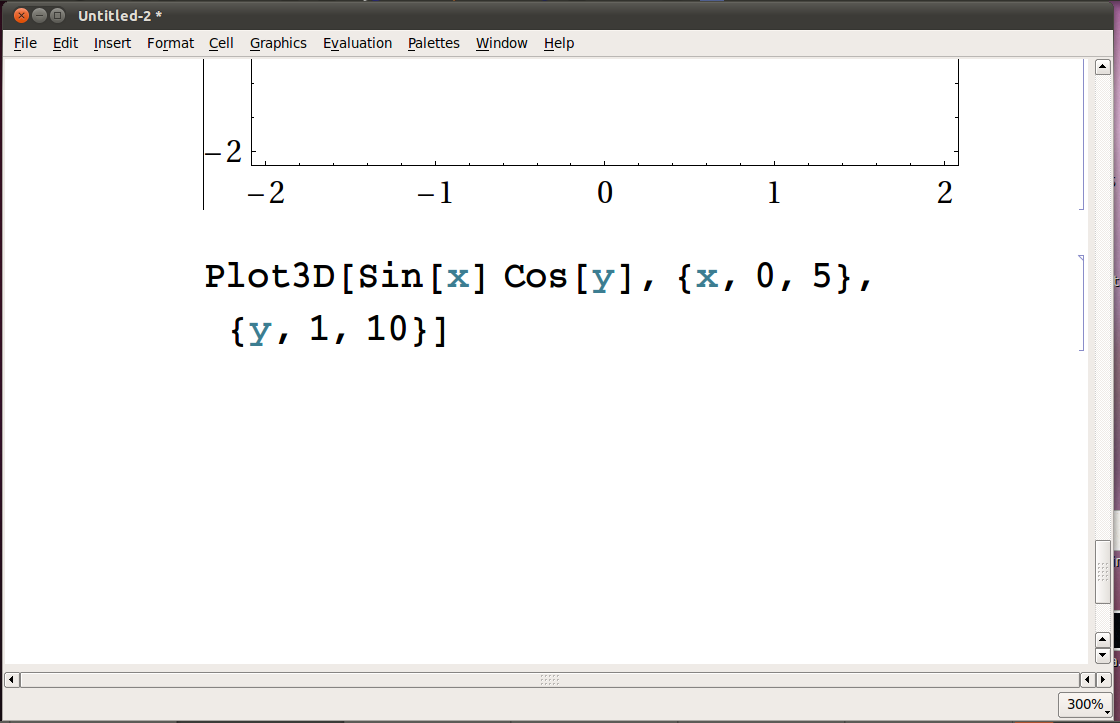 Untitled-2 *
File Edit Insert Format Cell Graphics Evaluation Palettes Window Help
−2
−2 −1 0 1 2
Plot3D[Sin[x] Cos[y], {x, 0, 5},
{y, 1, 10}]
300%